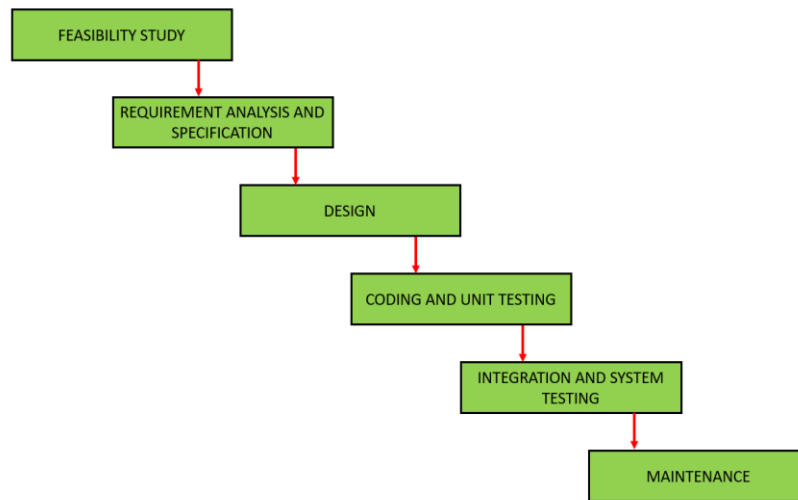 FEASIBILITY STUDY
REQUIREMENT ANALYSIS AND
SPECIFICATION
DESIGN
CODING AND UNIT TESTING
INTEGRATION AND SYSTEM
TESTING
MAINTENANCE